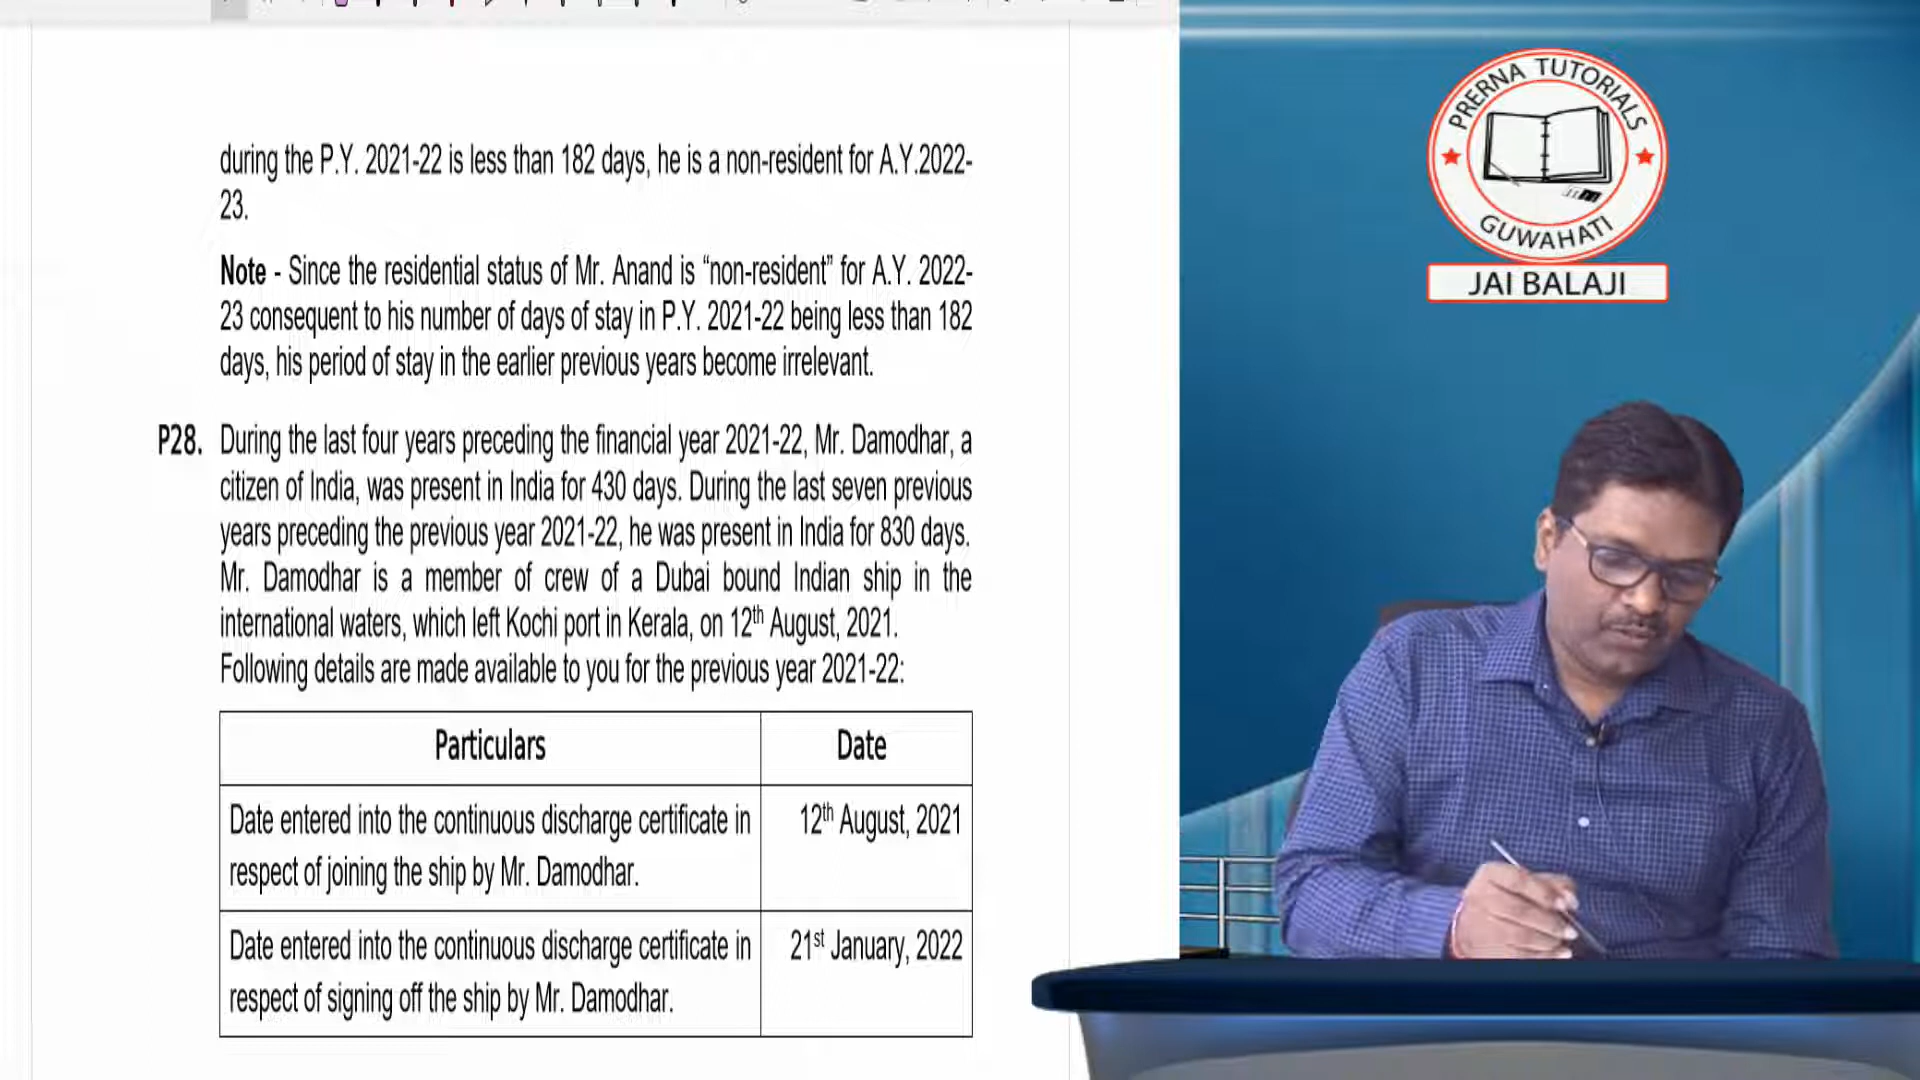 during the P.Y. 2021-22 is less than 182 days, he is a non-resident for A.Y.2022-
23.
Note - Since the residential status of Mr. Anand is “non-resident” for A.Y. 2022-
23 consequent to his number of days of stay in P.Y. 2021-22 being less than 182
days, his period of stay in the earlier previous years become irrelevant.
P28. During the last four years preceding the financial year 2021-22, Mr. Damodhar, a
citizen of India, was present in India for 430 days. During the last seven previous
years preceding the previous year 2021-22, he was present in India for 830 days.
Mr. Damodhar is a member of crew of a Dubai bound Indian ship in the
international waters, which left Kochi port in Kerala, on 12th August, 2021.
Following details are made available to you for the previous year 2021-22:
Particulars Date
Date entered into the continuous discharge certificate in 12th August, 2021
respect of joining the ship by Mr. Damodhar.
Date entered into the continuous discharge certificate in 21st January, 2022
respect of signing off the ship by Mr. Damodhar.
PRERNA TUTORIALS
GUWAHATI
JAI BALAJI